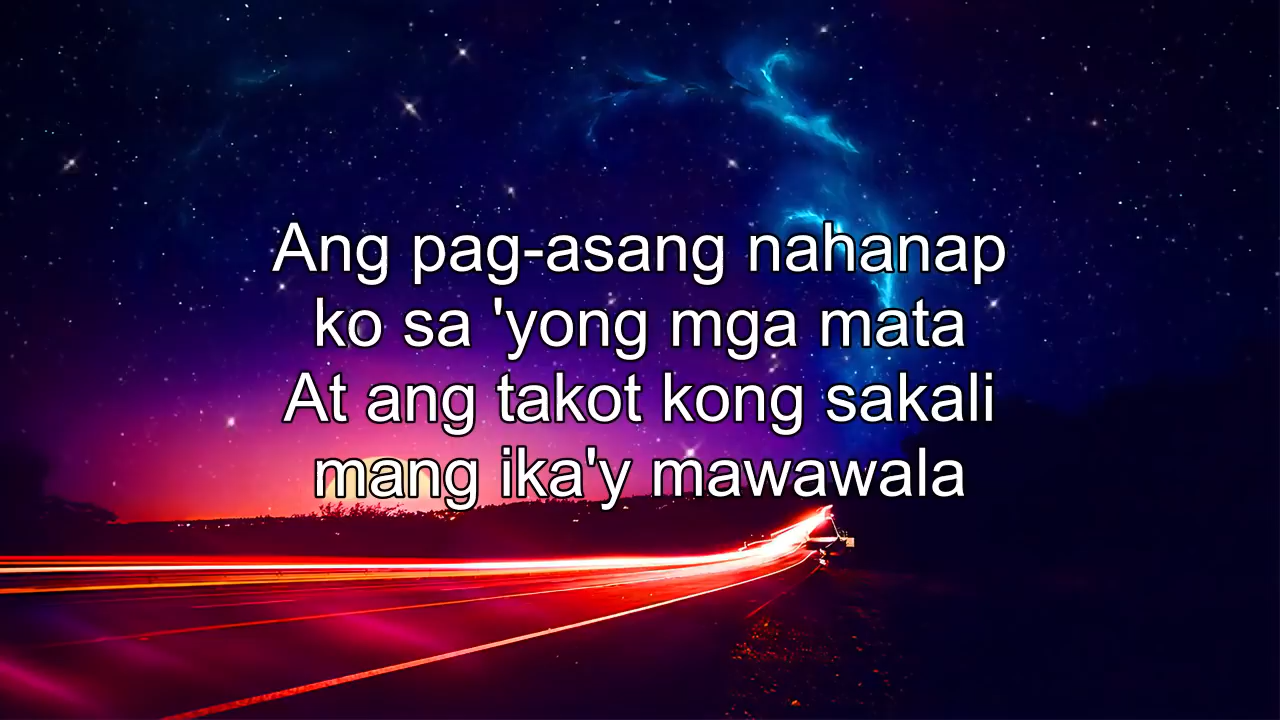 Ang pag-asang nahanap
ko sa 'yong mga mata
At ang takot kong sakali
mang ika'y mawawala